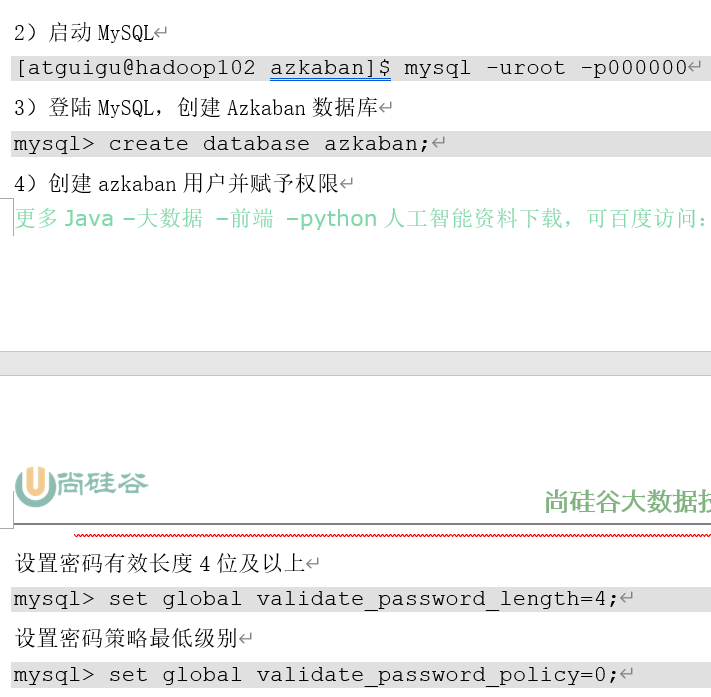 2）启动 MySQL
[atguigu@hadoop102 azkaban]$ mysql -uroot -p000000
3）登陆 MySQL，创建 Azkaban 数据库
mysql> create database azkaban;
4）创建 azkaban 用户并赋予权限
更多 Java –大数据 –前端 –python 人工智能资料下载，可百度访问：
尚硅谷
尚硅谷大数据技
设置密码有效长度 4 位及以上
mysql> set global validate_password_length=4;
设置密码策略最低级别
mysql> set global validate_password_policy=0;